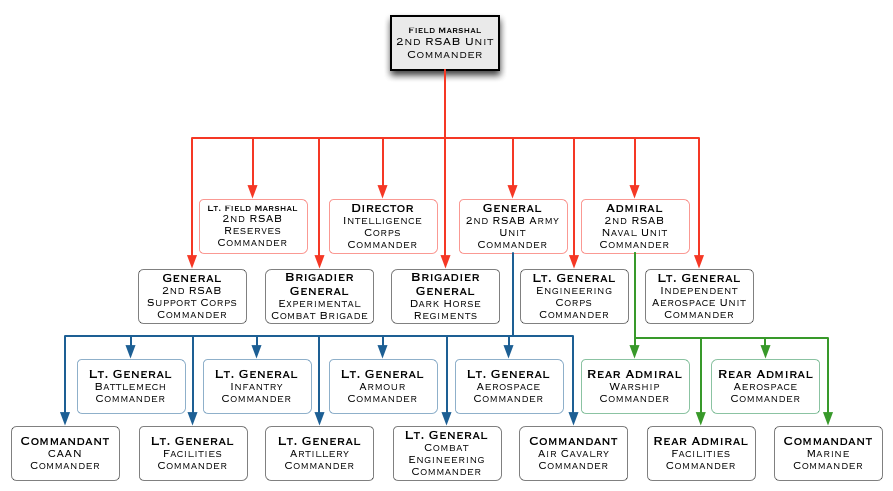 Field Marshal
2nd RSAB Unit
Commander
Lt. Field Marshal
2nd RSAB
Reserves
Commander
Director
Intelligence
Corps
Commander
General
2nd RSAB Army
Unit
Commander
Admiral
2nd RSAB
Naval Unit
Commander
General
2nd RSAB
Support Corps
Commander
Brigadier
General
Experimental
Combat Brigade
Brigadier
General
Dark Horse
Regiments
Lt. General
Engineering
Corps
Commander
Lt. General
Independent
Aerospace Unit
Commander
Lt. General
Battlemech
Commander
Lt. General
Infantry
Commander
Lt. General
Armour
Commander
Lt. General
Aerospace
Commander
Rear Admiral
Warship
Commander
Rear Admiral
Aerospace
Commander
Commandant
CAAN
Commander
Lt. General
Facilities
Commander
Lt. General
Artillery
Commander
Lt. General
Combat
Engineering
Commander
Commandant
Air Cavalry
Commander
Rear Admiral
Facilities
Commander
Commandant
Marine
Commander